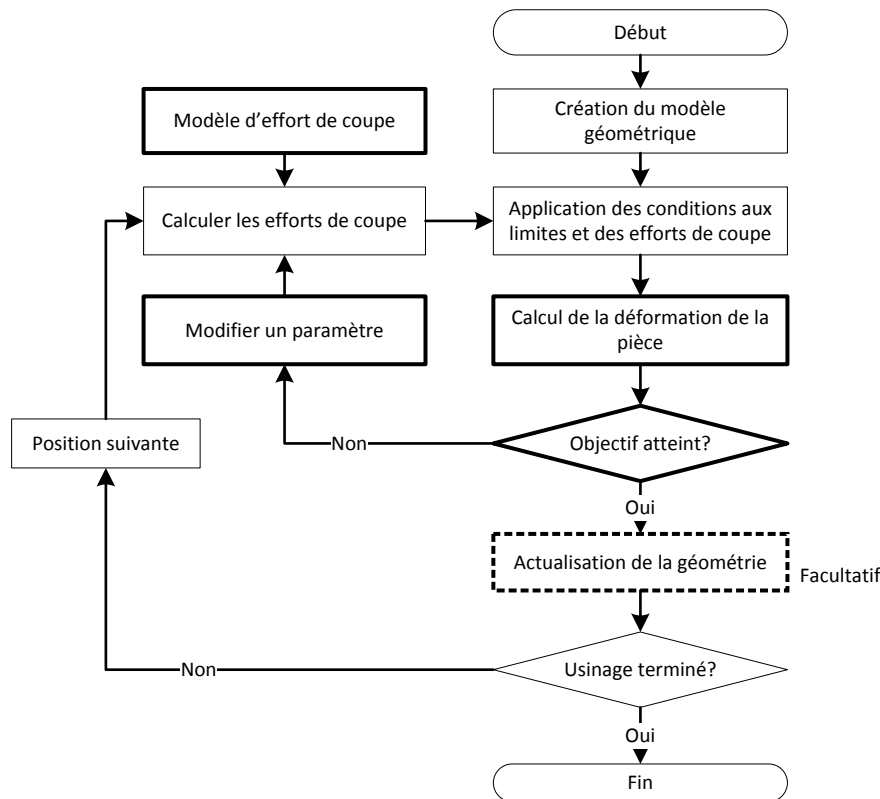 Début
Création du modèle
géométrique
Modèle d'effort de coupe
Calculer les efforts de coupe
Application des conditions aux
limites et des efforts de coupe
Modifier un paramètre
Calcul de la déformation de la
pièce
Position suivante
Non
Objectif atteint?
Oui
Actualisation de la géométrie
Facultatif
Non
Usinage terminé?
Oui
Fin